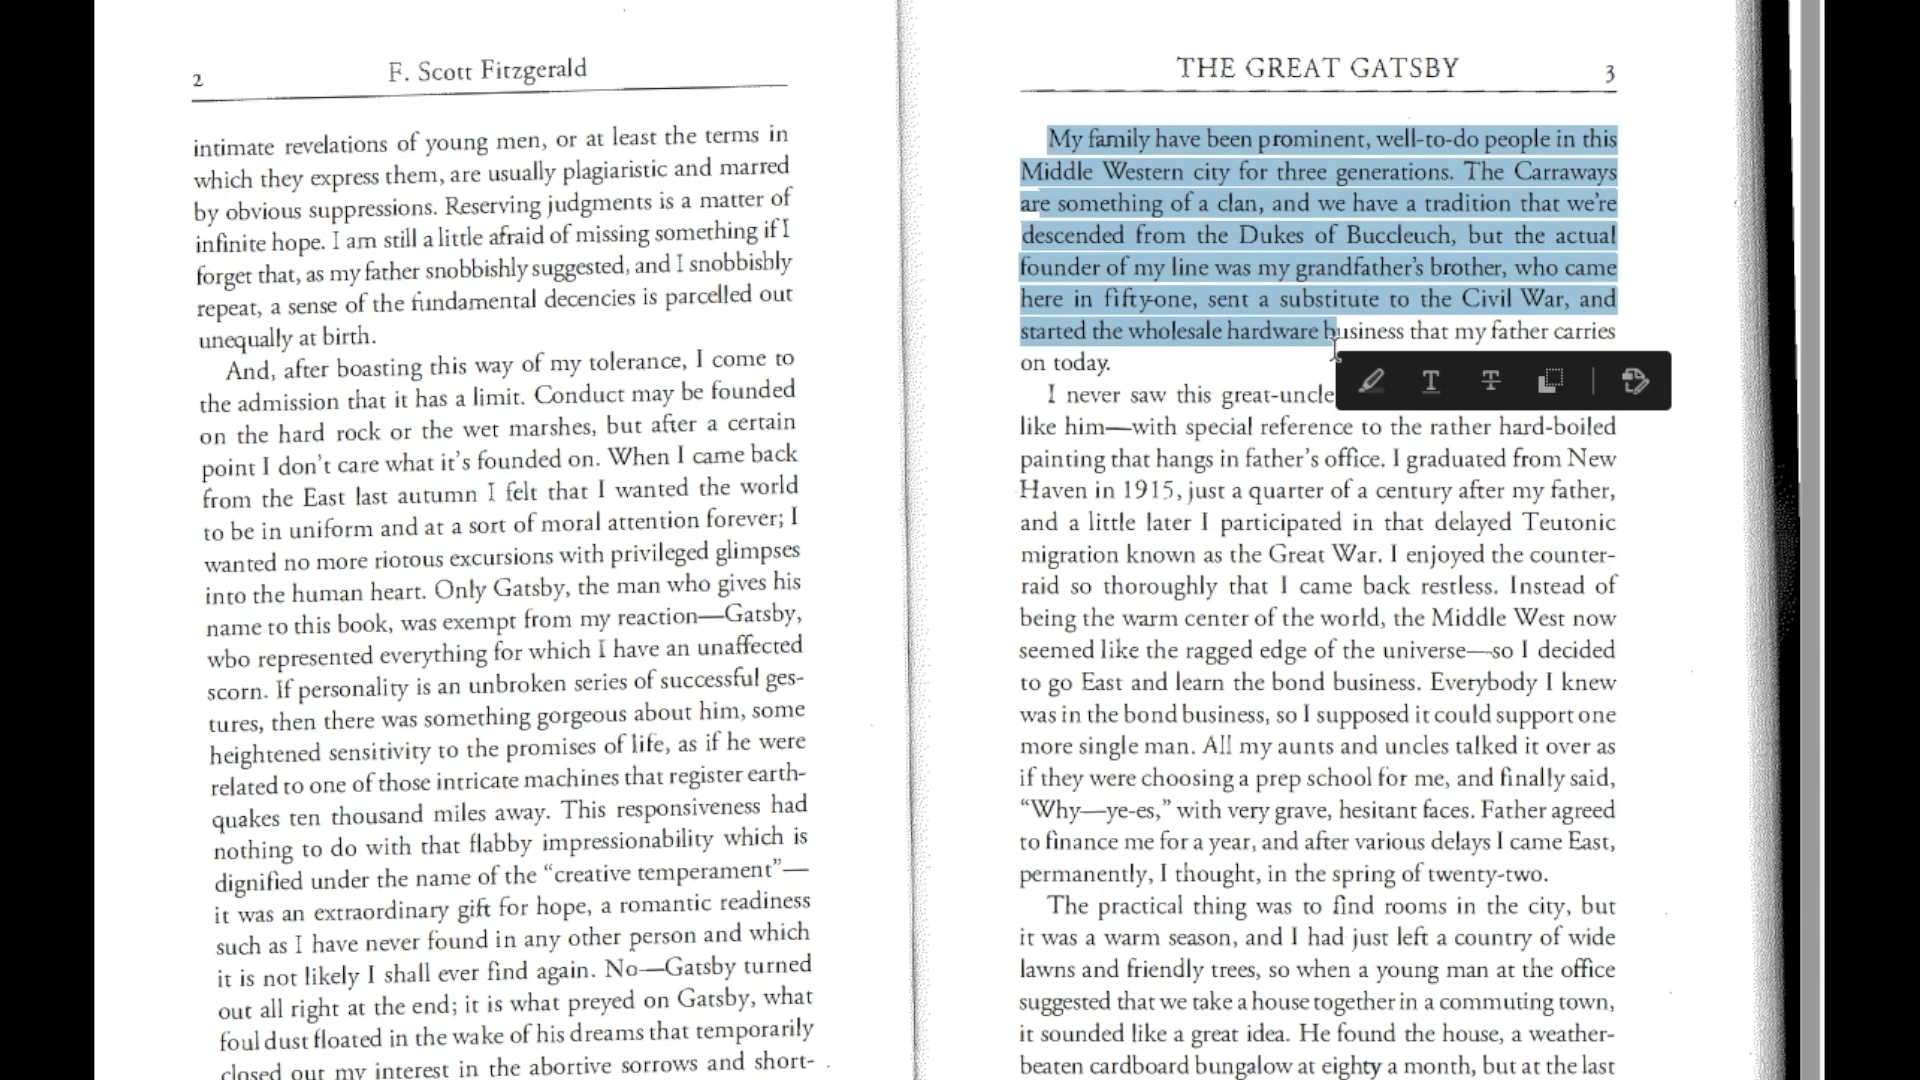 2
F. Scott Fitzgerald
intimate revelations of young men, or at least the terms in
which they express them, are usually plagiaristic and marred
by obvious suppressions. Reserving judgments is a matter of
infinite hope. I am still a little afraid of missing something if I
forget that, as my father snobbishly suggested, and I snobbishly
repeat, a sense of the fundamental decencies is parcelled out
unequally at birth.
And, after boasting this way of my tolerance, I come to
the admission that it has a limit. Conduct may be founded
on the hard rock or the wet marshes, but after a certain
point I don't care what it's founded on. When I came back
from the East last autumn I felt that I wanted the world
to be in uniform and at a sort of moral attention forever; I
wanted no more riotous excursions with privileged glimpses
into the human heart. Only Gatsby, the man who gives his
name to this book, was exempt from my reaction—Gatsby,
who represented everything for which I have an unaffected
scorn. If personality is an unbroken series of successful ges-
tures, then there was something gorgeous about him, some
heightened sensitivity to the promises of life, as if he were
related to one of those intricate machines that register earth-
quakes ten thousand miles away. This responsiveness had
nothing to do with that flabby impressionability which is
dignified under the name of the “creative temperament”—
it was an extraordinary gift for hope, a romantic readiness
such as I have never found in any other person and which
it is not likely I shall ever find again. No—Gatsby turned
out all right at the end; it is what preyed on Gatsby, what
foul dust floated in the wake of his dreams that temporarily
closed out my interest in the abortive sorrows and short-
THE GREAT GATSBY
3
My family have been prominent, well-to-do people in this
Middle Western city for three generations. The Carraways
are something of a clan, and we have a tradition that we're
descended from the Dukes of Buccleuch, but the actual
founder of my line was my grandfather's brother, who came
here in fifty-one, sent a substitute to the Civil War, and
started the wholesale hardware business that my father carries
on today.
I never saw this great-uncle
like him—with special reference to the rather hard-boiled
painting that hangs in father's office. I graduated from New
Haven in 1915, just a quarter of a century after my father,
and a little later I participated in that delayed Teutonic
migration known as the Great War. I enjoyed the counter-
raid so thoroughly that I came back restless. Instead of
being the warm center of the world, the Middle West now
seemed like the ragged edge of the universe—so I decided
to go East and learn the bond business. Everybody I knew
was in the bond business, so I supposed it could support one
more single man. All my aunts and uncles talked it over as
if they were choosing a prep school for me, and finally said,
“Why—ye-es,” with very grave, hesitant faces. Father agreed
to finance me for a year, and after various delays I came East,
permanently, I thought, in the spring of twenty-two.
The practical thing was to find rooms in the city, but
it was a warm season, and I had just left a country of wide
lawns and friendly trees, so when a young man at the office
suggested that we take a house together in a commuting town,
it sounded like a great idea. He found the house, a weather-
beaten cardboard bungalow at eighty a month, but at the last